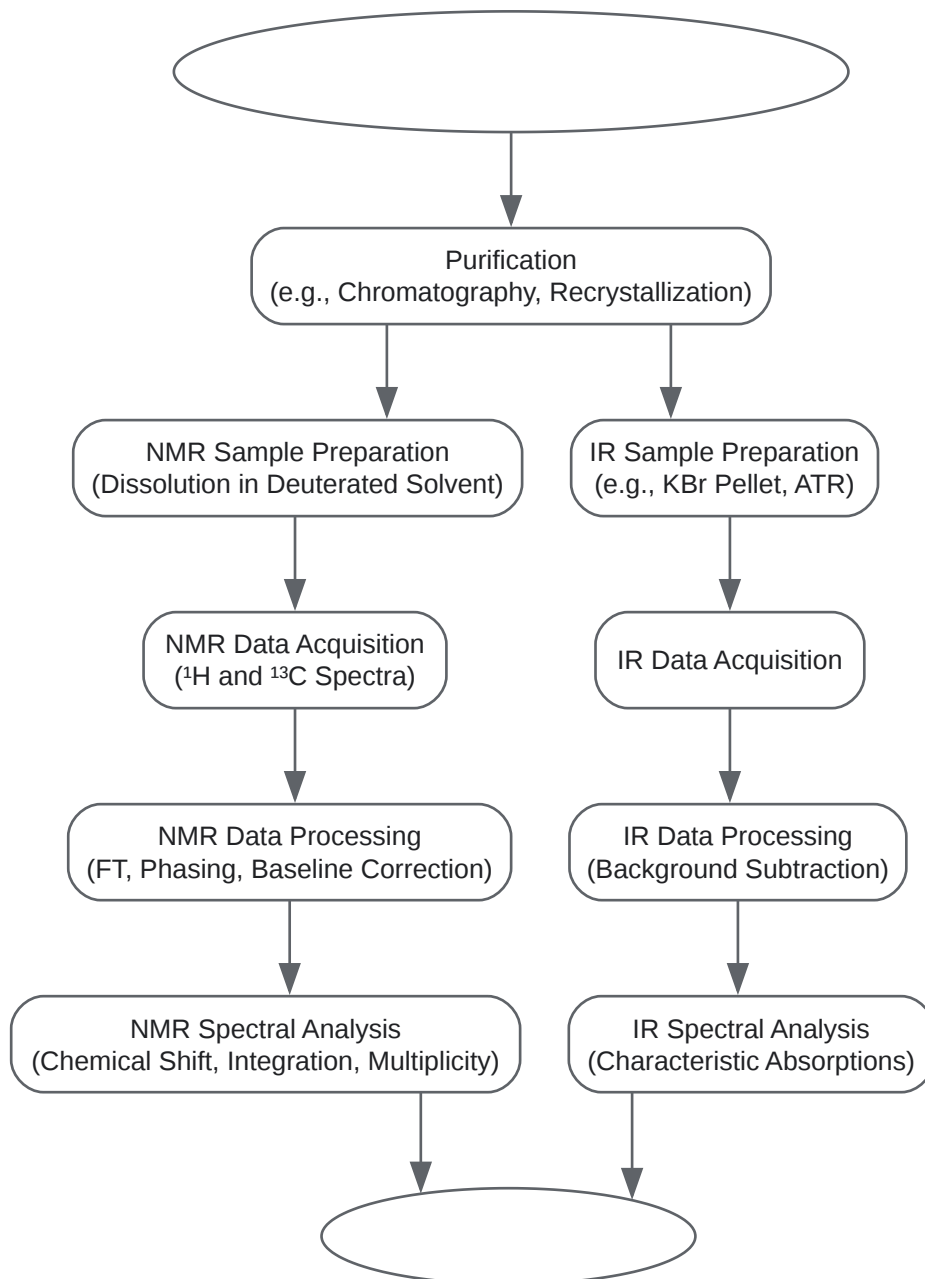 Purification
(e.g., Chromatography, Recrystallization)
NMR Sample Preparation
(Dissolution in Deuterated Solvent)
IR Sample Preparation
(e.g., KBr Pellet, ATR)
NMR Data Acquisition
(¹H and ¹³C Spectra)
IR Data Acquisition
NMR Data Processing
(FT, Phasing, Baseline Correction)
IR Data Processing
(Background Subtraction)
NMR Spectral Analysis
(Chemical Shift, Integration, Multiplicity)
IR Spectral Analysis
(Characteristic Absorptions)